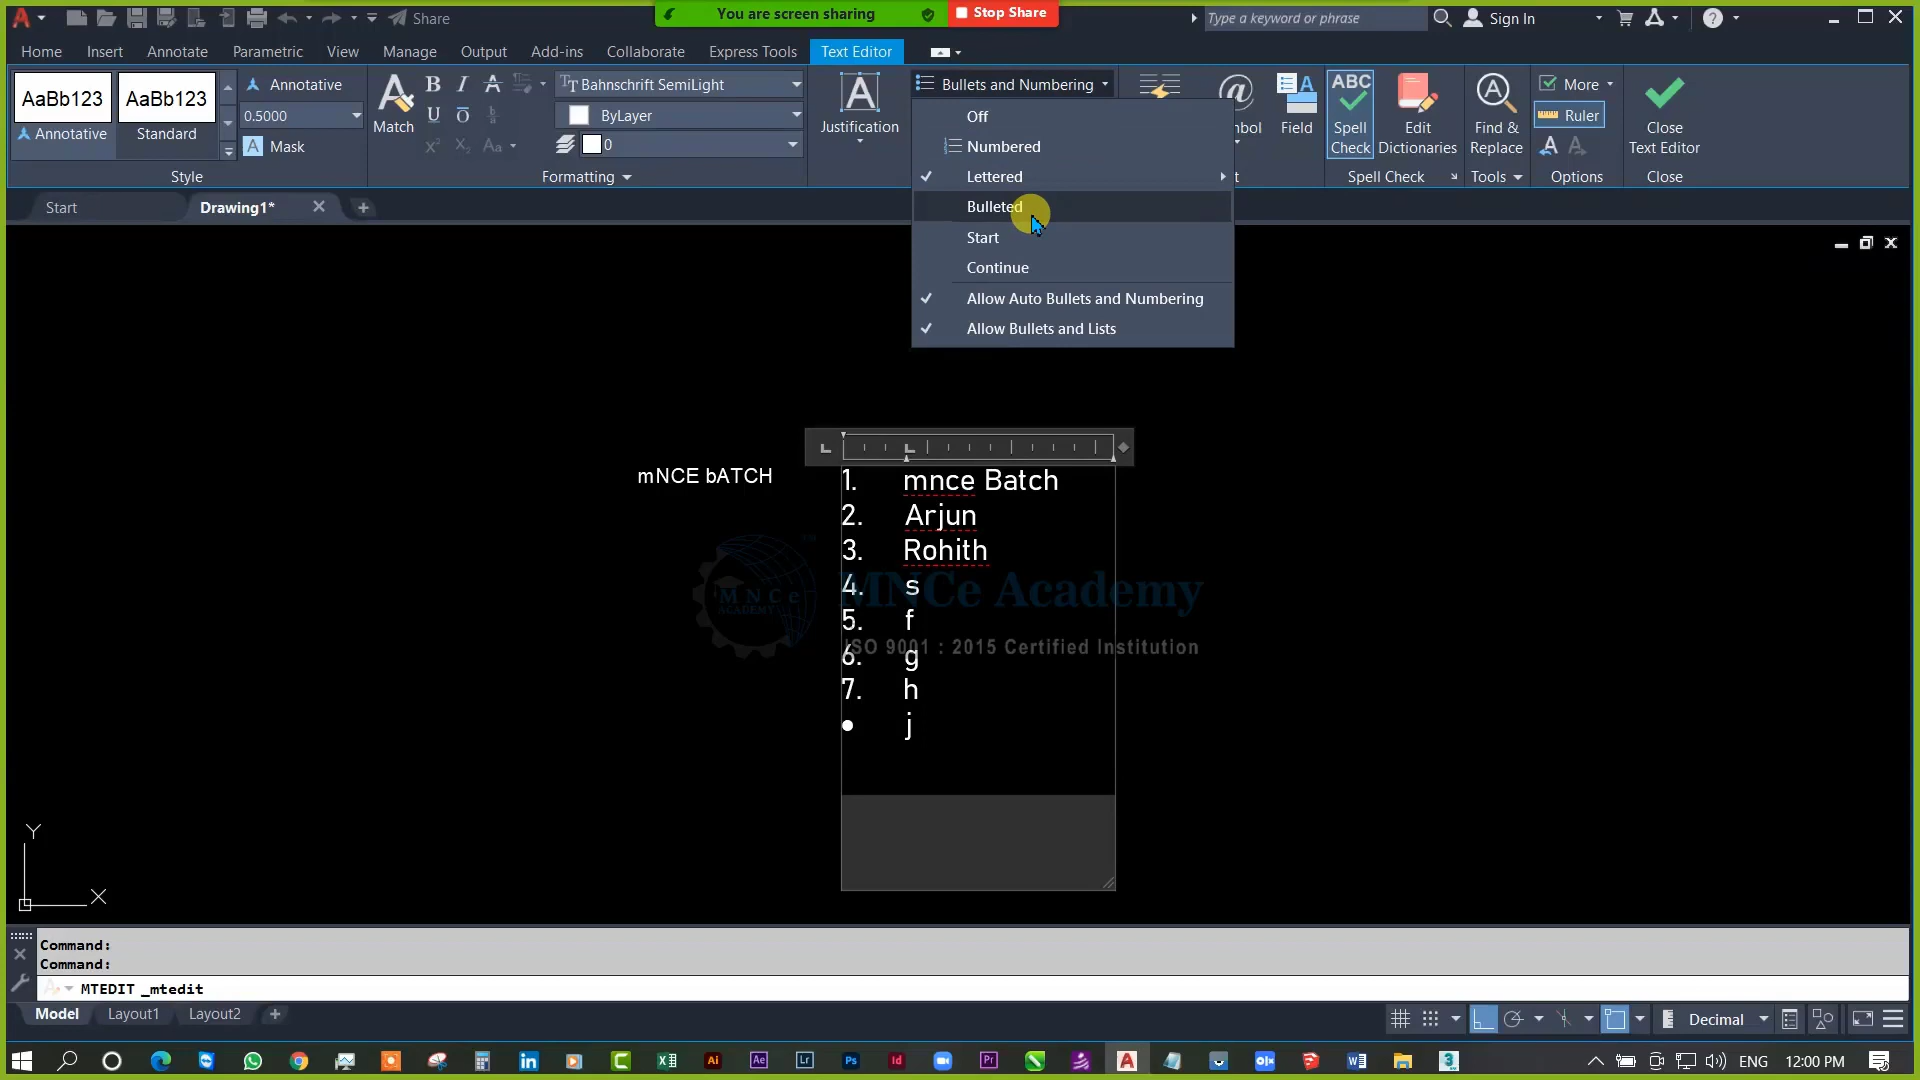 Share
You are screen sharing
Stop Share
Type a keyword or phrase
Sign In
Home Insert Annotate Parametric View Manage Output Add-ins Collaborate Express Tools Text Editor
AaBb123
Annotative
AaBb123
Standard
Annotative
0.5000
Mask
Style
Match
Bahnschrift SemiLight
ByLayer
0
Formatting
Justification
Bullets and Numbering
Off
Numbered
Lettered
Bulleted
Start
Continue
Allow Auto Bullets and Numbering
Allow Bullets and Lists
Field
ABC
Spell
Check
Edit
Dictionaries
Spell Check
Find &
Replace
Tools
More
Ruler
Options
Close
Text Editor
Close
Start
Drawing1*
mNCE bATCH
1. mnce Batch
2. Arjun
3. Rohith
4. s
5. f
6. g
7. h
• j
MNCe
ACADEMY
MNCe Academy
ISO 9001 : 2015 Certified Institution
Y
X
Command:
Command:
MTEDIT _mtedit
Model Layout1 Layout2
Decimal
ENG 12:00 PM